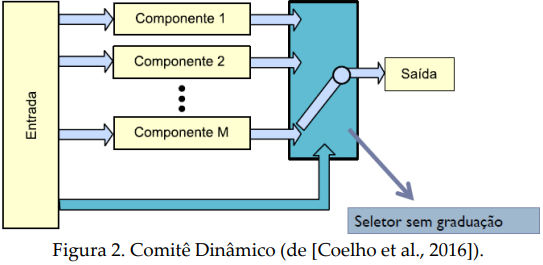 Componente 1
Componente 2
Componente M
Entrada
Saída
Seletor sem graduação
Figura 2. Comitê Dinâmico (de [Coelho et al., 2016]).